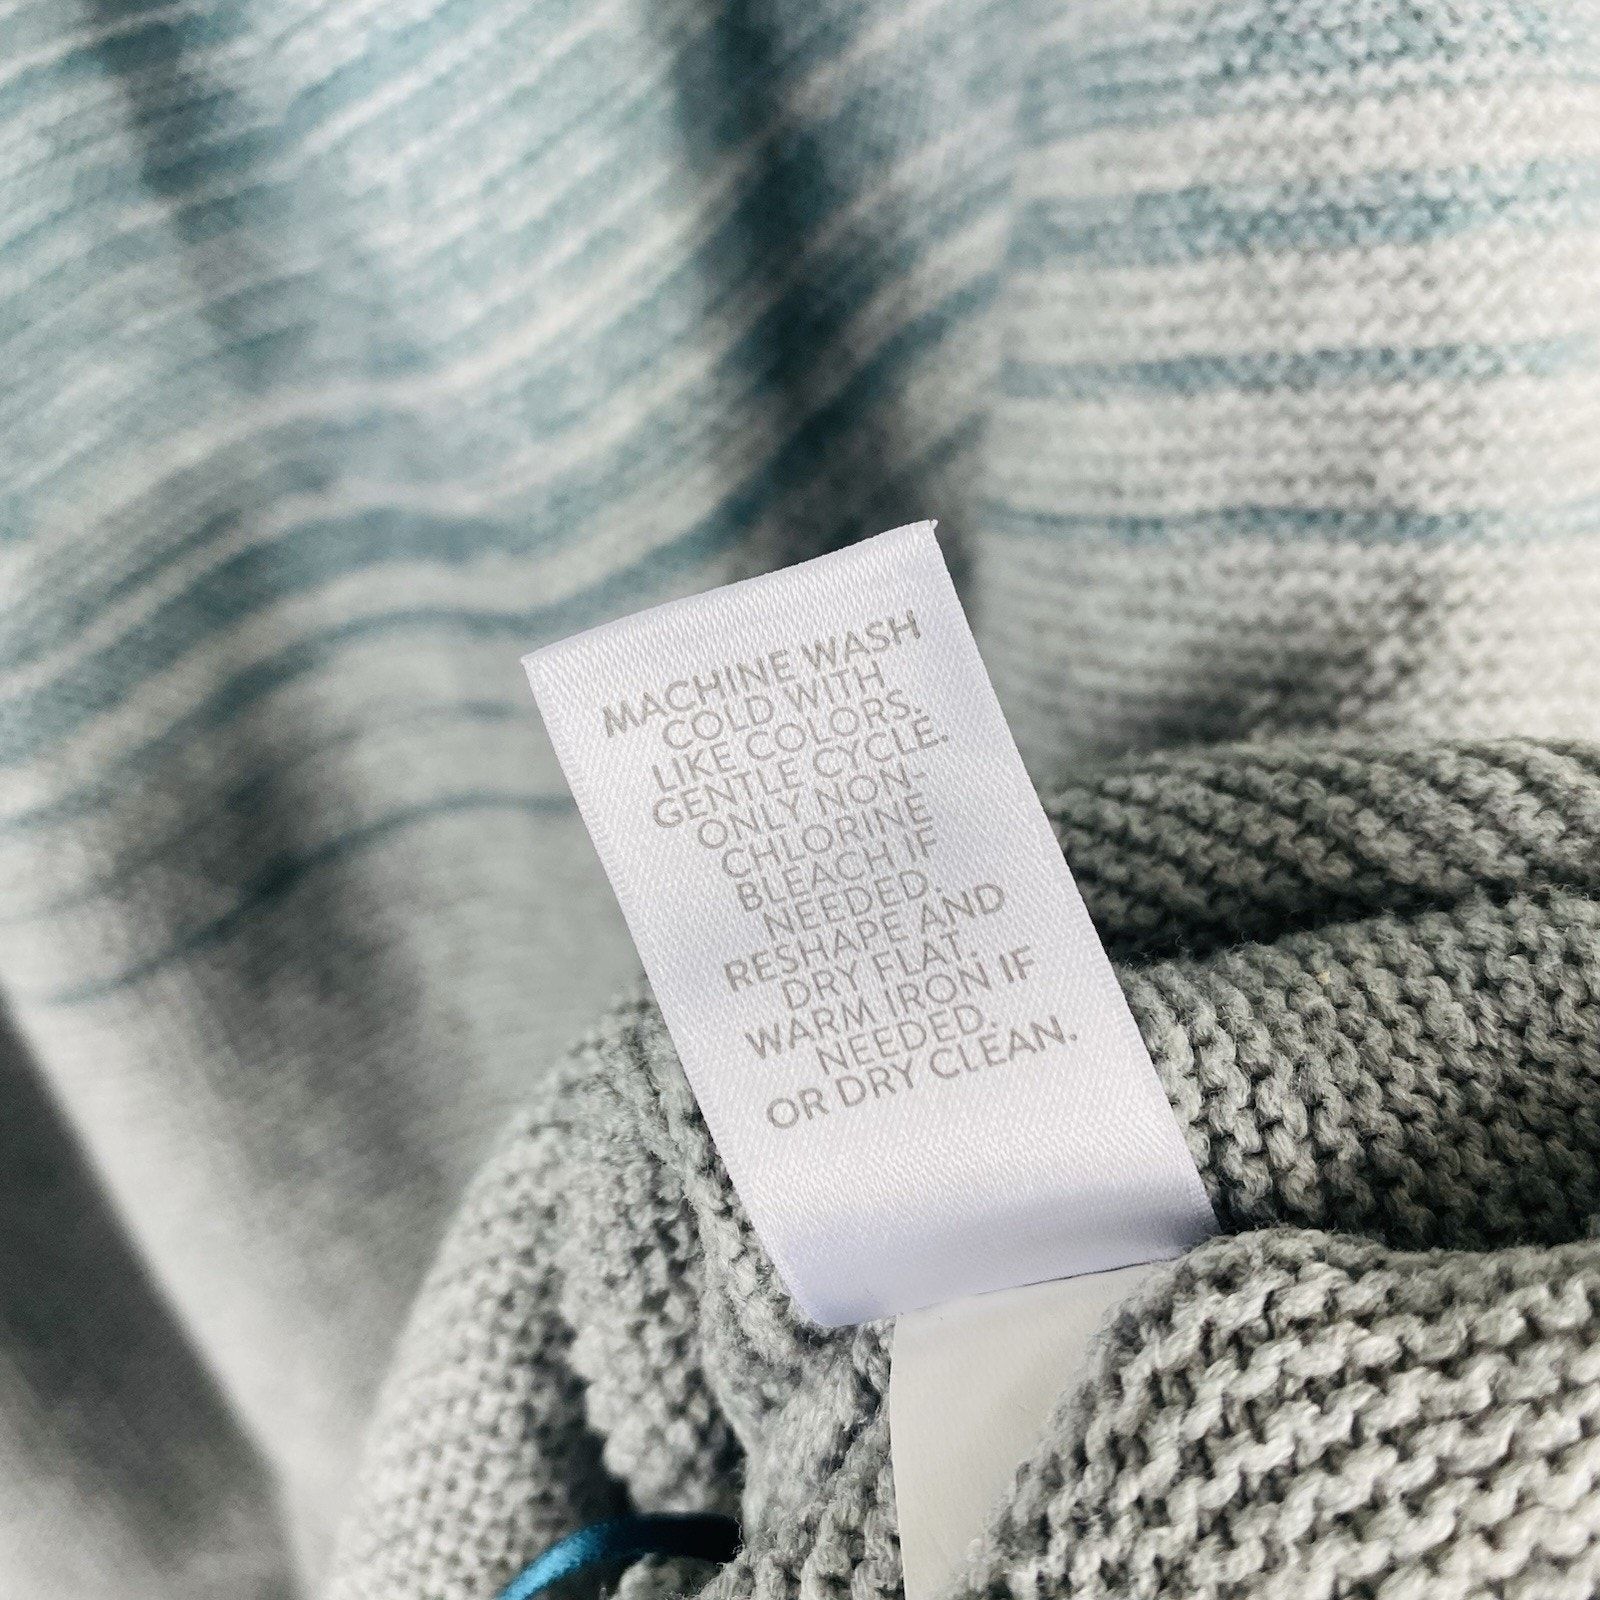 MACHINE WASH
COLD WITH
LIKE COLORS.
GENTLE CYCLE.
ONLY NON-
CHLORINE
BLEACH IF
NEEDED.
RESHAPE AND
DRY FLAT.
WARM IRON IF
NEEDED.
OR DRY CLEAN.